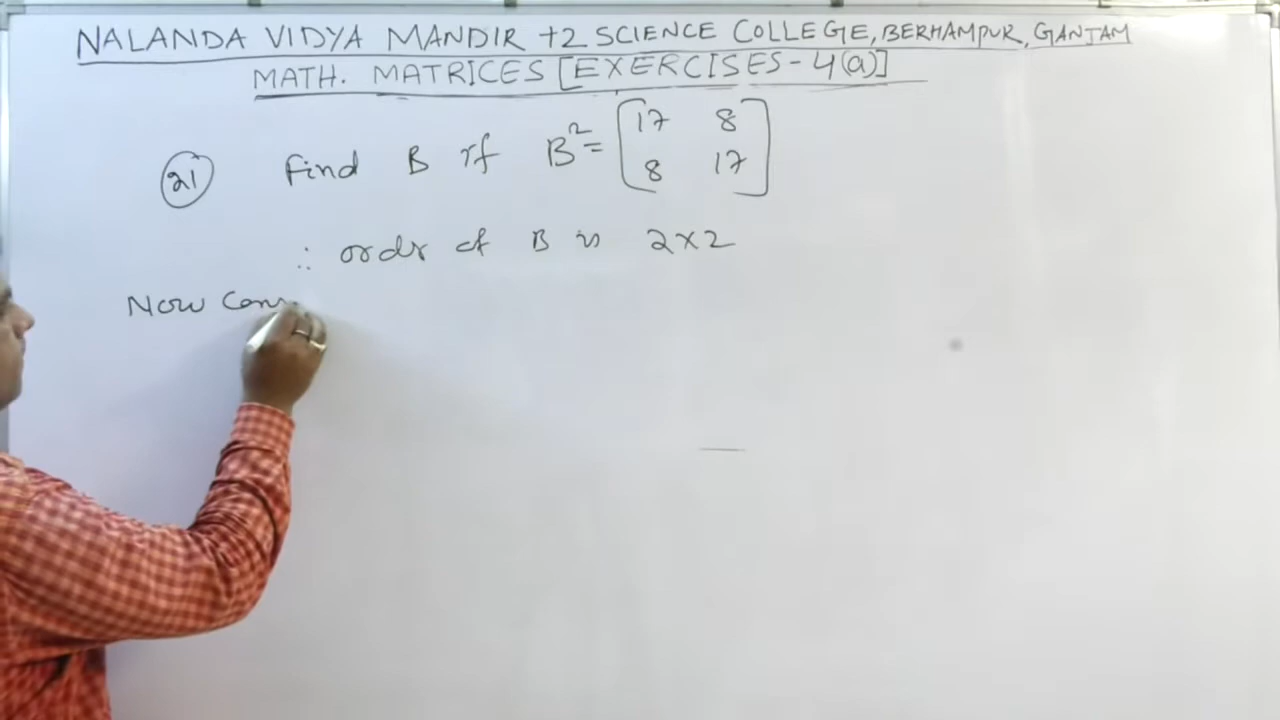 NALANDA VIDYA MANDIR +2 SCIENCE COLLEGE, BERHAMPUR, GANJAM
MATH. MATRICES [EXERCISES-4(a)]
21 Find B if B² = [17 8
8 17]
∴ order of B is 2×2
Now Con